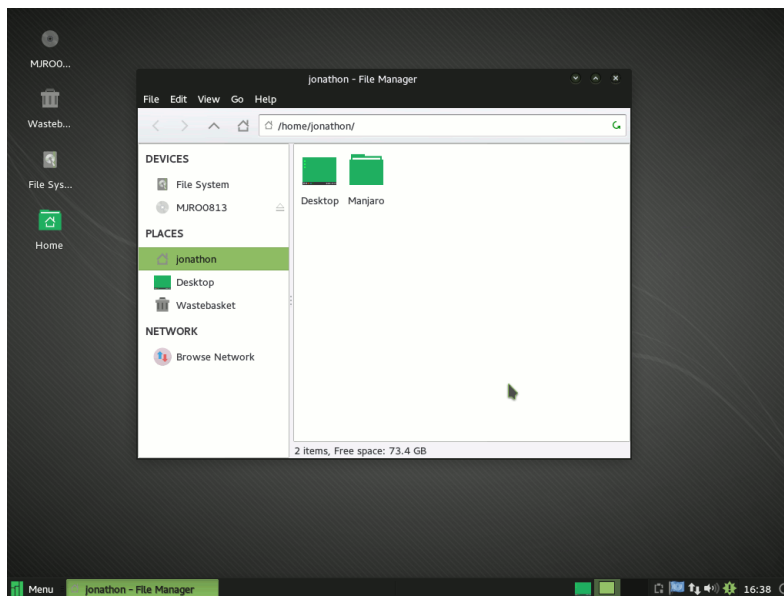 MJRO0...
Wasteb...
File Sys...
Home
jonathon - File Manager
File Edit View Go Help
/home/jonathon/
DEVICES
File System
MJRO0813
PLACES
jonathon
Desktop
Wastebasket
NETWORK
Browse Network
Desktop Manjaro
2 items, Free space: 73.4 GB
Menu jonathon - File Manager 16:38